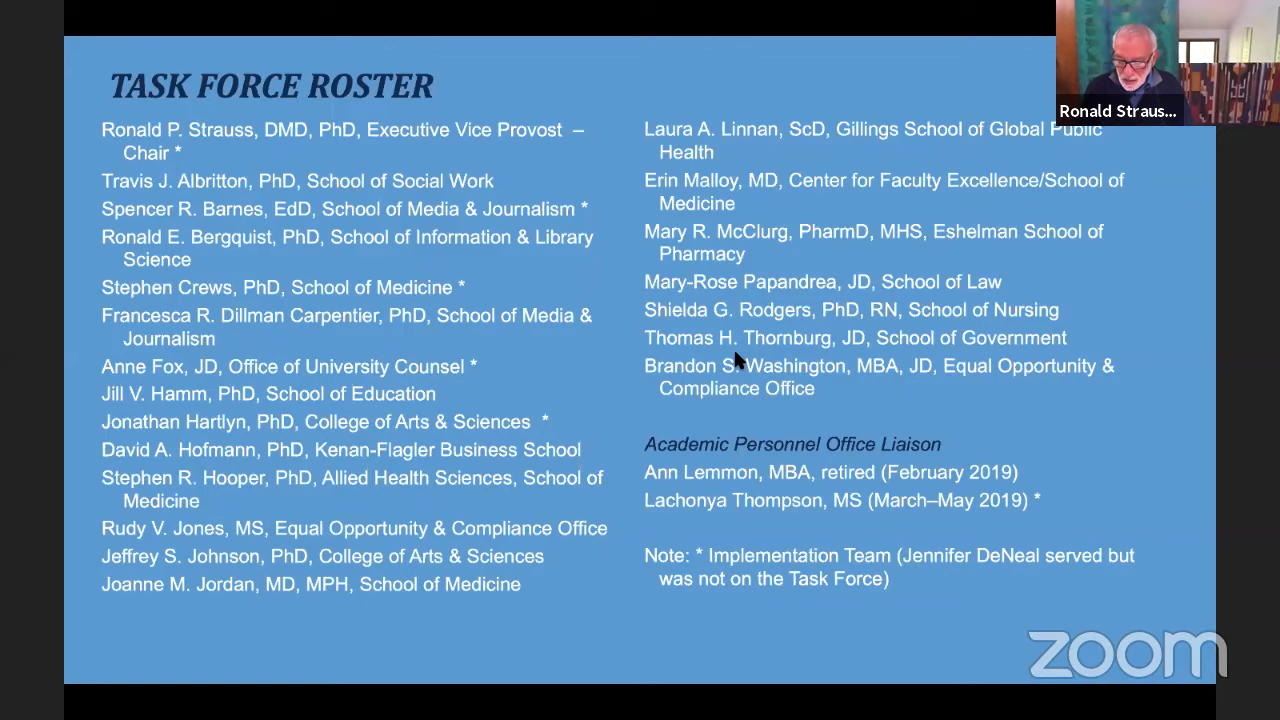 TASK FORCE ROSTER
Ronald P. Strauss, DMD, PhD, Executive Vice Provost –
Chair *
Travis J. Albritton, PhD, School of Social Work
Spencer R. Barnes, EdD, School of Media & Journalism *
Ronald E. Bergquist, PhD, School of Information & Library
Science
Stephen Crews, PhD, School of Medicine *
Francesca R. Dillman Carpentier, PhD, School of Media &
Journalism
Anne Fox, JD, Office of University Counsel *
Jill V. Hamm, PhD, School of Education
Jonathan Hartlyn, PhD, College of Arts & Sciences *
David A. Hofmann, PhD, Kenan-Flagler Business School
Stephen R. Hooper, PhD, Allied Health Sciences, School of
Medicine
Rudy V. Jones, MS, Equal Opportunity & Compliance Office
Jeffrey S. Johnson, PhD, College of Arts & Sciences
Joanne M. Jordan, MD, MPH, School of Medicine
Laura A. Linnan, ScD, Gillings School of Global Public
Health
Erin Malloy, MD, Center for Faculty Excellence/School of
Medicine
Mary R. McClurg, PharmD, MHS, Eshelman School of
Pharmacy
Mary-Rose Papandrea, JD, School of Law
Shielda G. Rodgers, PhD, RN, School of Nursing
Thomas H. Thornburg, JD, School of Government
Brandon S. Washington, MBA, JD, Equal Opportunity &
Compliance Office
Academic Personnel Office Liaison
Ann Lemmon, MBA, retired (February 2019)
Lachonya Thompson, MS (March–May 2019) *
Note: * Implementation Team (Jennifer DeNeal served but
was not on the Task Force)
Ronald Straus...
zoom